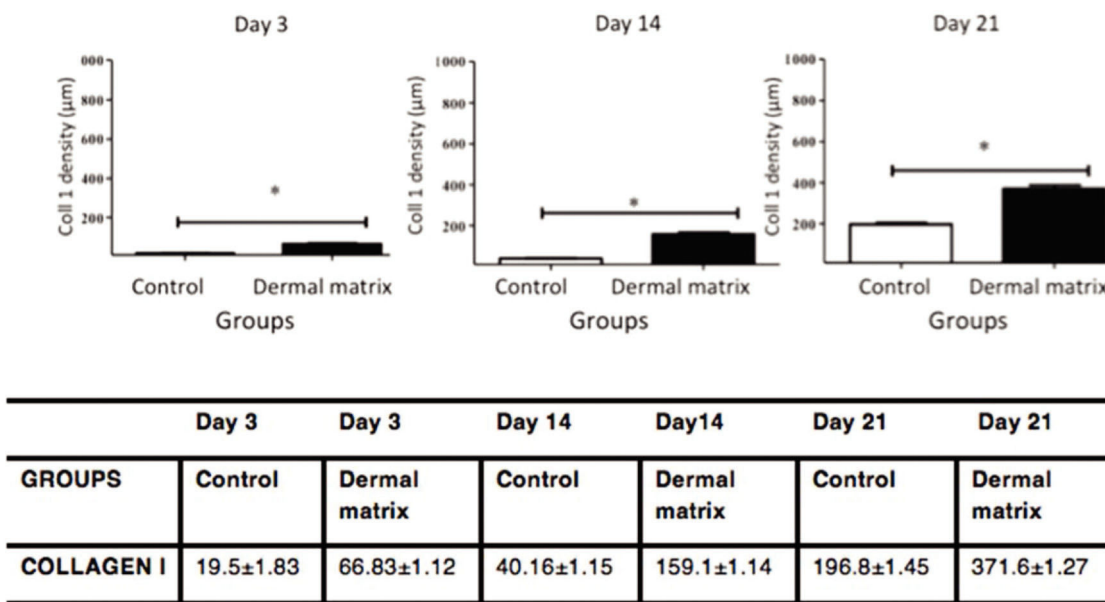 Day 3
Day 14
Day 21
Coll 1 density (µm)
000
800
600
400
200
*
Control Dermal matrix
Groups
Coll 1 density (µm)
1000
800
600
400
200
*
Control Dermal matrix
Groups
Coll 1 density (µm)
1000
800
600
400
200
*
Control Dermal matrix
Groups
Day 3 Day 3 Day 14 Day14 Day 21 Day 21
GROUPS Control Dermal matrix Control Dermal matrix Control Dermal matrix
COLLAGEN I 19.5±1.83 66.83±1.12 40.16±1.15 159.1±1.14 196.8±1.45 371.6±1.27